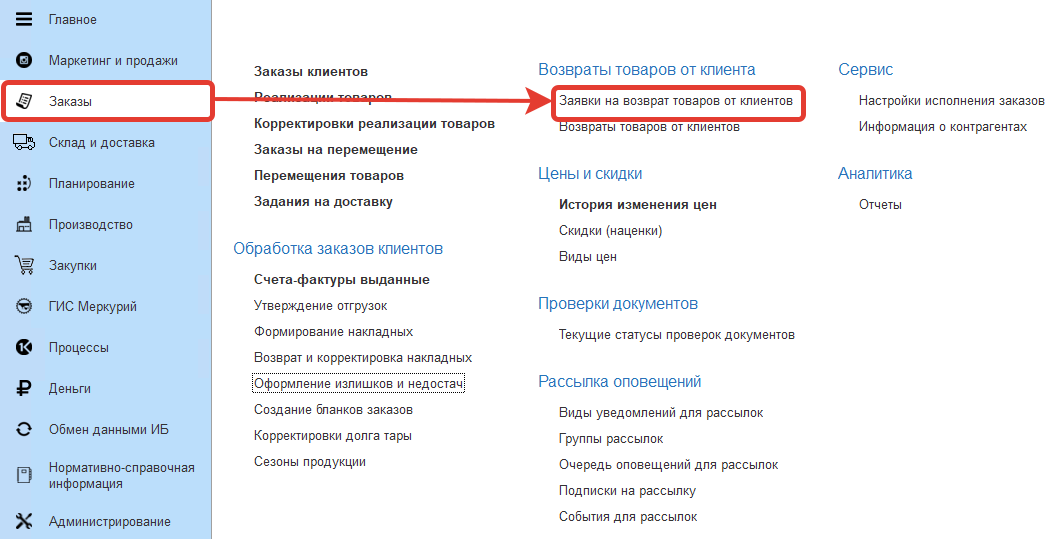 Главное
Маркетинг и продажи
Заказы
Склад и доставка
Планирование
Производство
Закупки
ГИС Меркурий
Процессы
Деньги
Обмен данными ИБ
Нормативно-справочная
информация
Администрирование
Заказы клиентов
Реализации товаров
Корректировки реализации товаров
Заказы на перемещение
Перемещения товаров
Задания на доставку
Обработка заказов клиентов
Счета-фактуры выданные
Утверждение отгрузок
Формирование накладных
Возврат и корректировка накладных
Оформление излишков и недостач
Создание бланков заказов
Корректировки долга тары
Сезоны продукции
Возвраты товаров от клиента
Заявки на возврат товаров от клиентов
Возвраты товаров от клиентов
Цены и скидки
История изменения цен
Скидки (наценки)
Виды цен
Проверки документов
Текущие статусы проверок документов
Рассылка оповещений
Виды уведомлений для рассылок
Группы рассылок
Очередь оповещений для рассылок
Подписки на рассылку
События для рассылок
Сервис
Настройки исполнения заказов
Информация о контрагентах
Аналитика
Отчеты